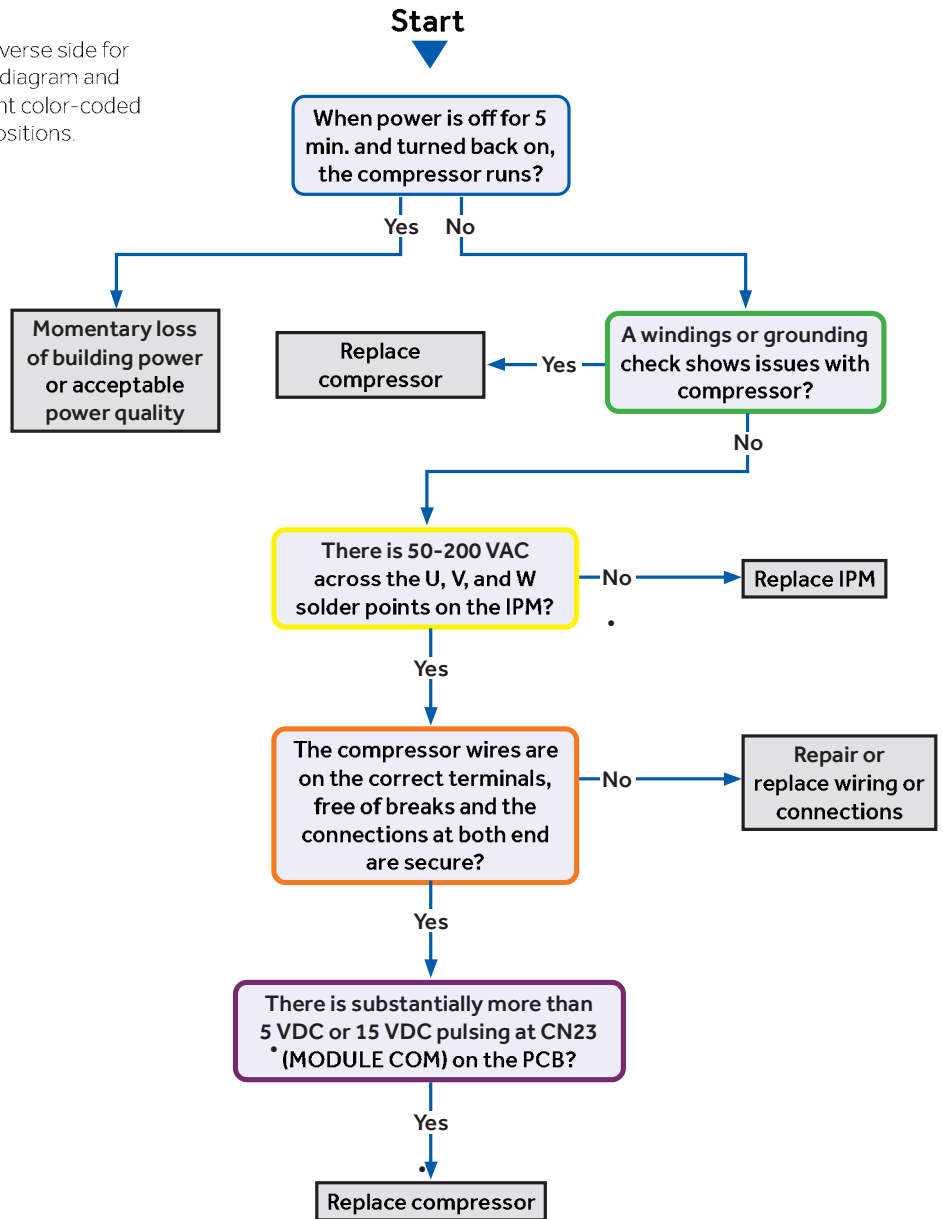 Start
verse side for
diagram and
nt color-coded
ositions.
When power is off for 5
min. and turned back on,
the compressor runs?
Yes No
Momentary loss
of building power
or acceptable
power quality
Replace
compressor
Yes
A windings or grounding
check shows issues with
compressor?
No
There is 50-200 VAC
across the U, V, and W
solder points on the IPM?
No
Replace IPM
Yes
The compressor wires are
on the correct terminals,
free of breaks and the
connections at both end
are secure?
No
Repair or
replace wiring or
connections
Yes
There is substantially more than
5 VDC or 15 VDC pulsing at CN23
(MODULE COM) on the PCB?
Yes
Replace compressor